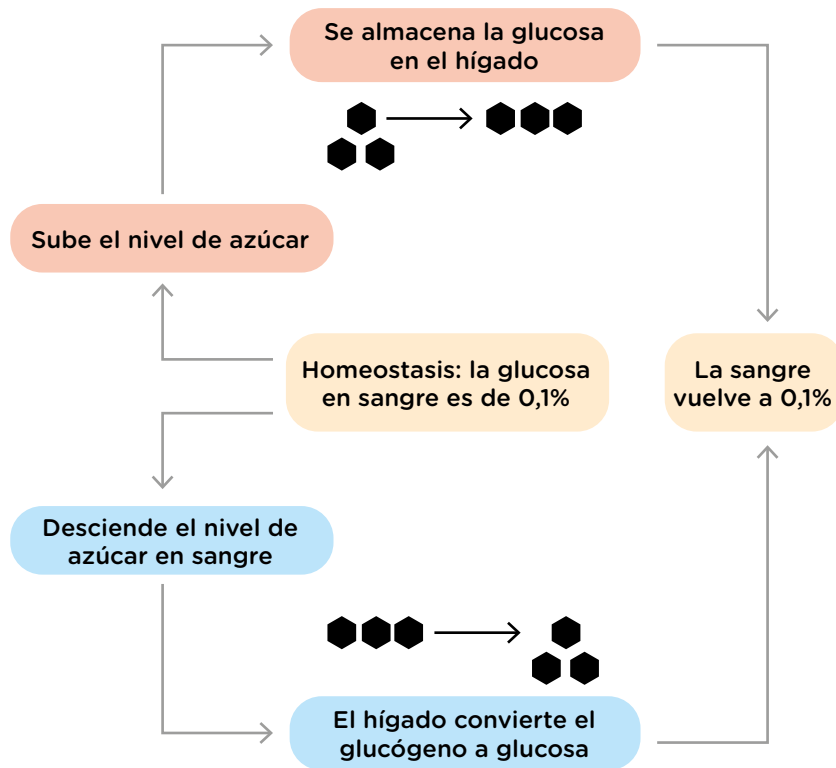 Se almacena la glucosa
en el hígado
Sube el nivel de azúcar
Homeostasis: la glucosa
en sangre es de 0,1%
La sangre
vuelve a 0,1%
Desciende el nivel de
azúcar en sangre
El hígado convierte el
glucógeno a glucosa